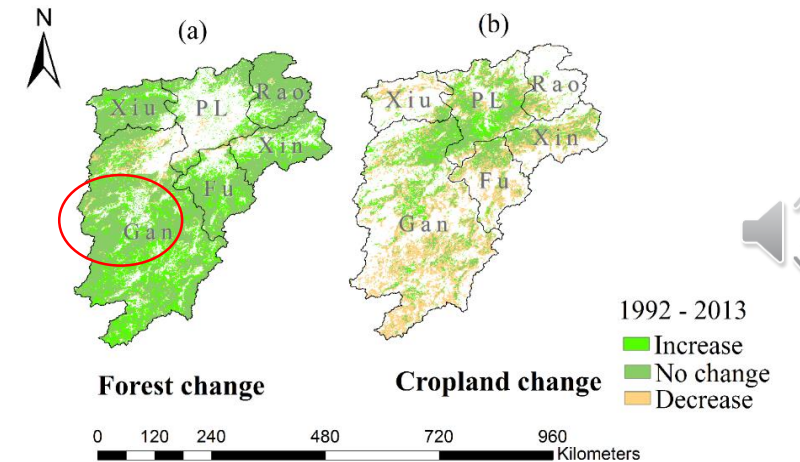 N
(a)
(b)
Xiu
PL
Rao
Xin
Fu
Gan
Xiu
PL
Rao
Xin
Fu
Gan
1992 - 2013
Increase
No change
Decrease
Forest change
Cropland change
0 120 240 480 720 960
Kilometers